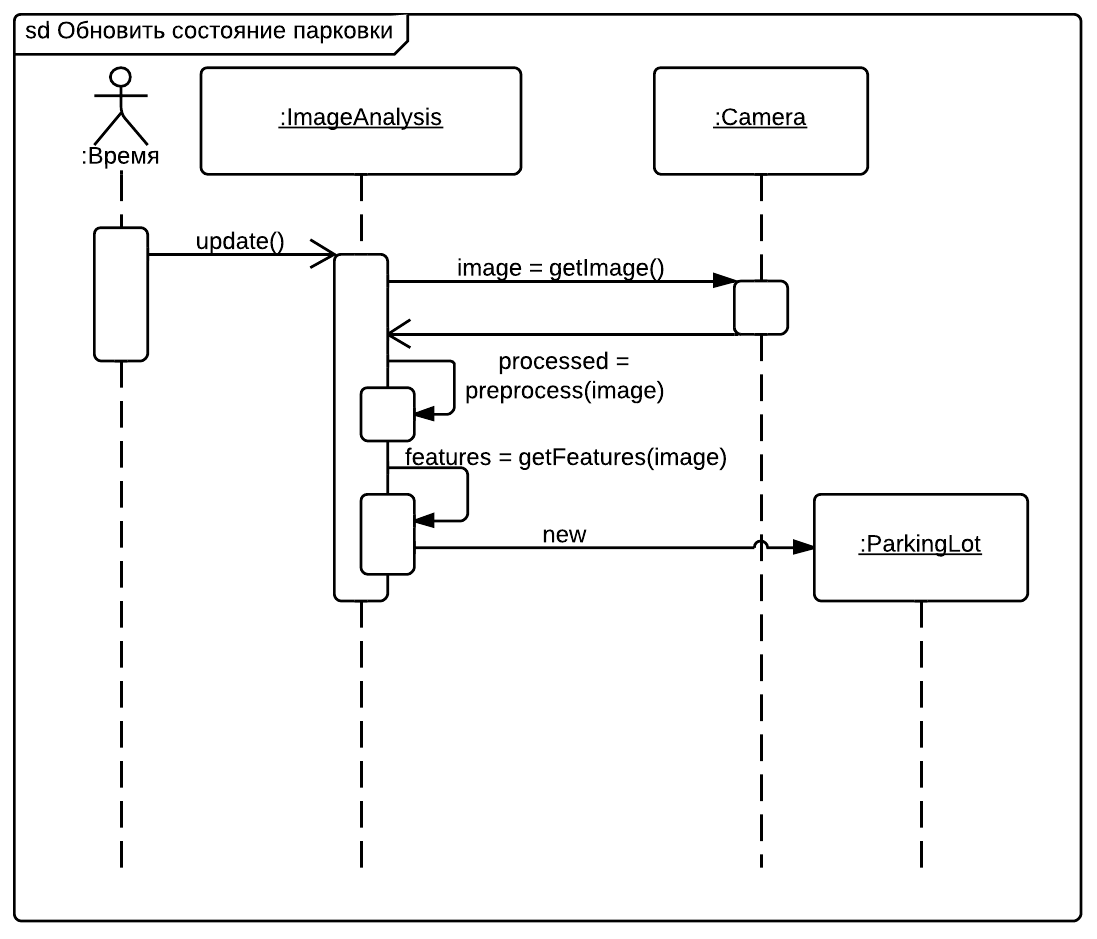 sd Обновить состояние парковки
:Время
:ImageAnalysis
:Camera
update()
image = getImage()
processed =
preprocess(image)
features = getFeatures(image)
new
:ParkingLot